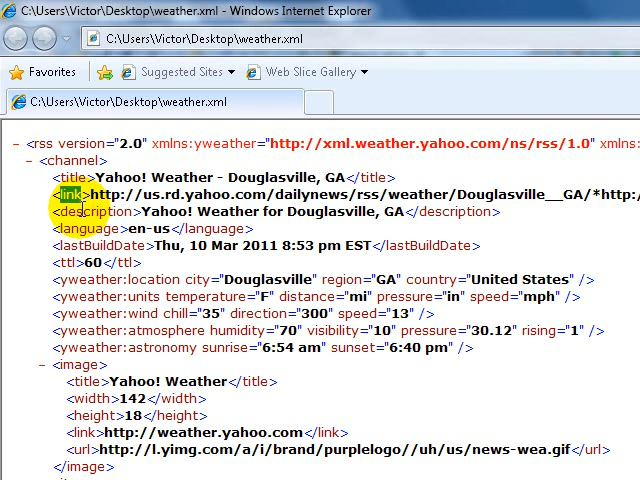 C:\Users\Victor\Desktop\weather.xml - Windows Internet Explorer
C:\Users\Victor\Desktop\weather.xml
Favorites Suggested Sites Web Slice Gallery
C:\Users\Victor\Desktop\weather.xml
- <rss version="2.0" xmlns:yweather="http://xml.weather.yahoo.com/ns/rss/1.0"
- <channel>
<title>Yahoo! Weather - Douglasville, GA</title>
<link>http://us.rd.yahoo.com/dailynews/rss/weather/Douglasville__GA/*http:
<description>Yahoo! Weather for Douglasville, GA</description>
<language>en-us</language>
<lastBuildDate>Thu, 10 Mar 2011 8:53 pm EST</lastBuildDate>
<ttl>60</ttl>
<yweather:location city="Douglasville" region="GA" country="United States" />
<yweather:units temperature="F" distance="mi" pressure="in" speed="mph" />
<yweather:wind chill="35" direction="300" speed="13" />
<yweather:atmosphere humidity="70" visibility="10" pressure="30.12" rising="1" />
<yweather:astronomy sunrise="6:54 am" sunset="6:40 pm" />
- <image>
<title>Yahoo! Weather</title>
<width>142</width>
<height>18</height>
<link>http://weather.yahoo.com</link>
<url>http://l.yimg.com/a/i/brand/purplelogo//uh/us/news-wea.gif</url>
</image>